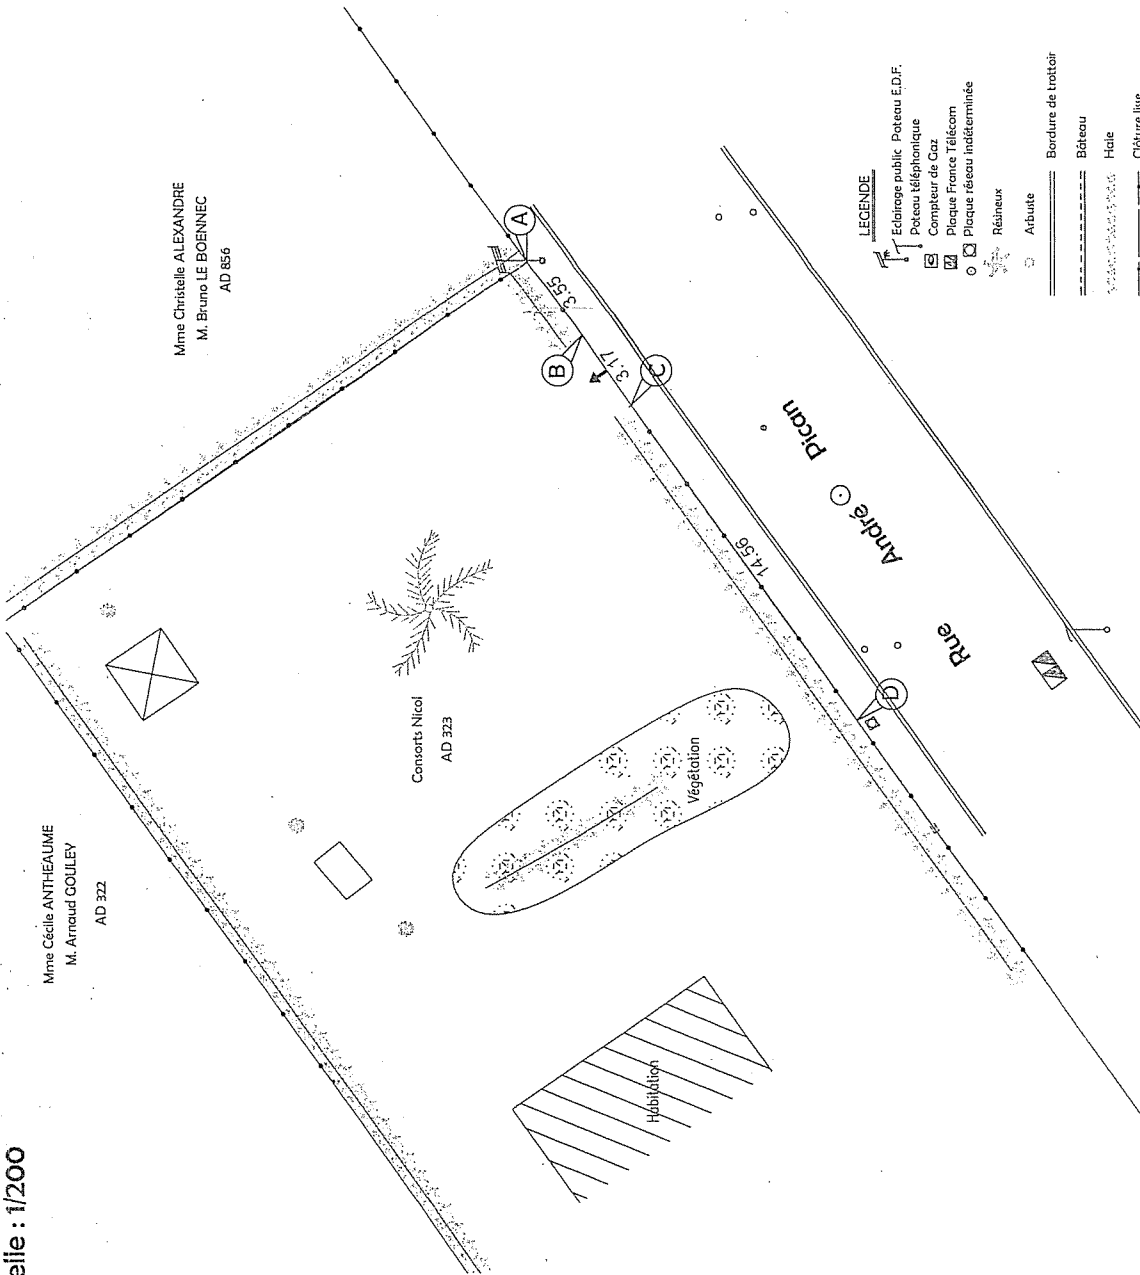 elle : 1/200
Mme Cécile ANTHEAUME
M. Arnaud GOULEY
AD 322
Mme Christelle ALEXANDRE
M. Bruno LE BOENNEC
AD 856
Consorts Nicol
AD 323
Végétation
Habitation
A
3.55
B
3.17
C
14.56
D
Rue André Pican
LEGENDE
Eclairage public Poteau E.D.F.
Poteau téléphonique
Compteur de Gaz
Plaque France Télécom
Plaque réseau indéterminée
Résineux
Arbuste
Bordure de trottoir
Bâteau
Haie
Clôture lisse